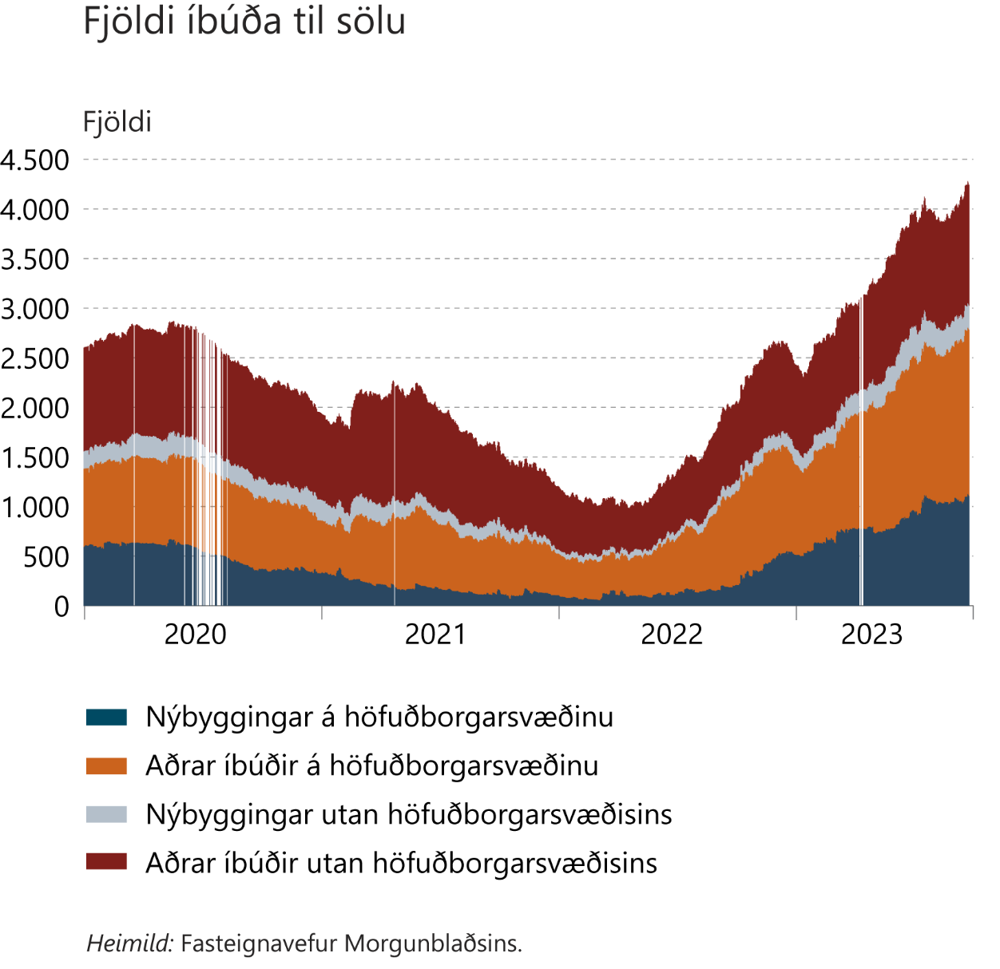 Fjöldi íbúða til sölu
Fjöldi
4.500
4.000
3.500
3.000
2.500
2.000
1.500
1.000
500
0
2020 2021 2022 2023
Nýbyggingar á höfuðborgarsvæðinu
Aðrar íbúðir á höfuðborgarsvæðinu
Nýbyggingar utan höfuðborgarsvæðisins
Aðrar íbúðir utan höfuðborgarsvæðisins
Heimild: Fasteignavefur Morgunblaðsins.